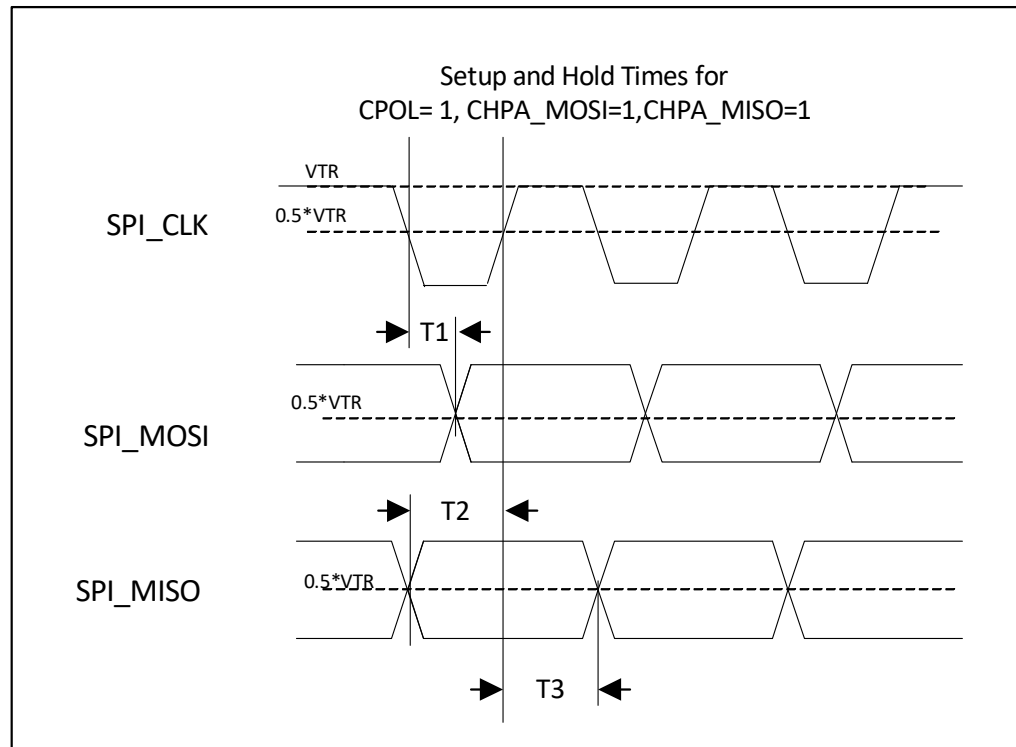 Setup and Hold Times for
CPOL= 1, CHPA_MOSI=1,CHPA_MISO=1
VTR
0.5*VTR
SPI_CLK
T1
0.5*VTR
SPI_MOSI
T2
0.5*VTR
SPI_MISO
T3